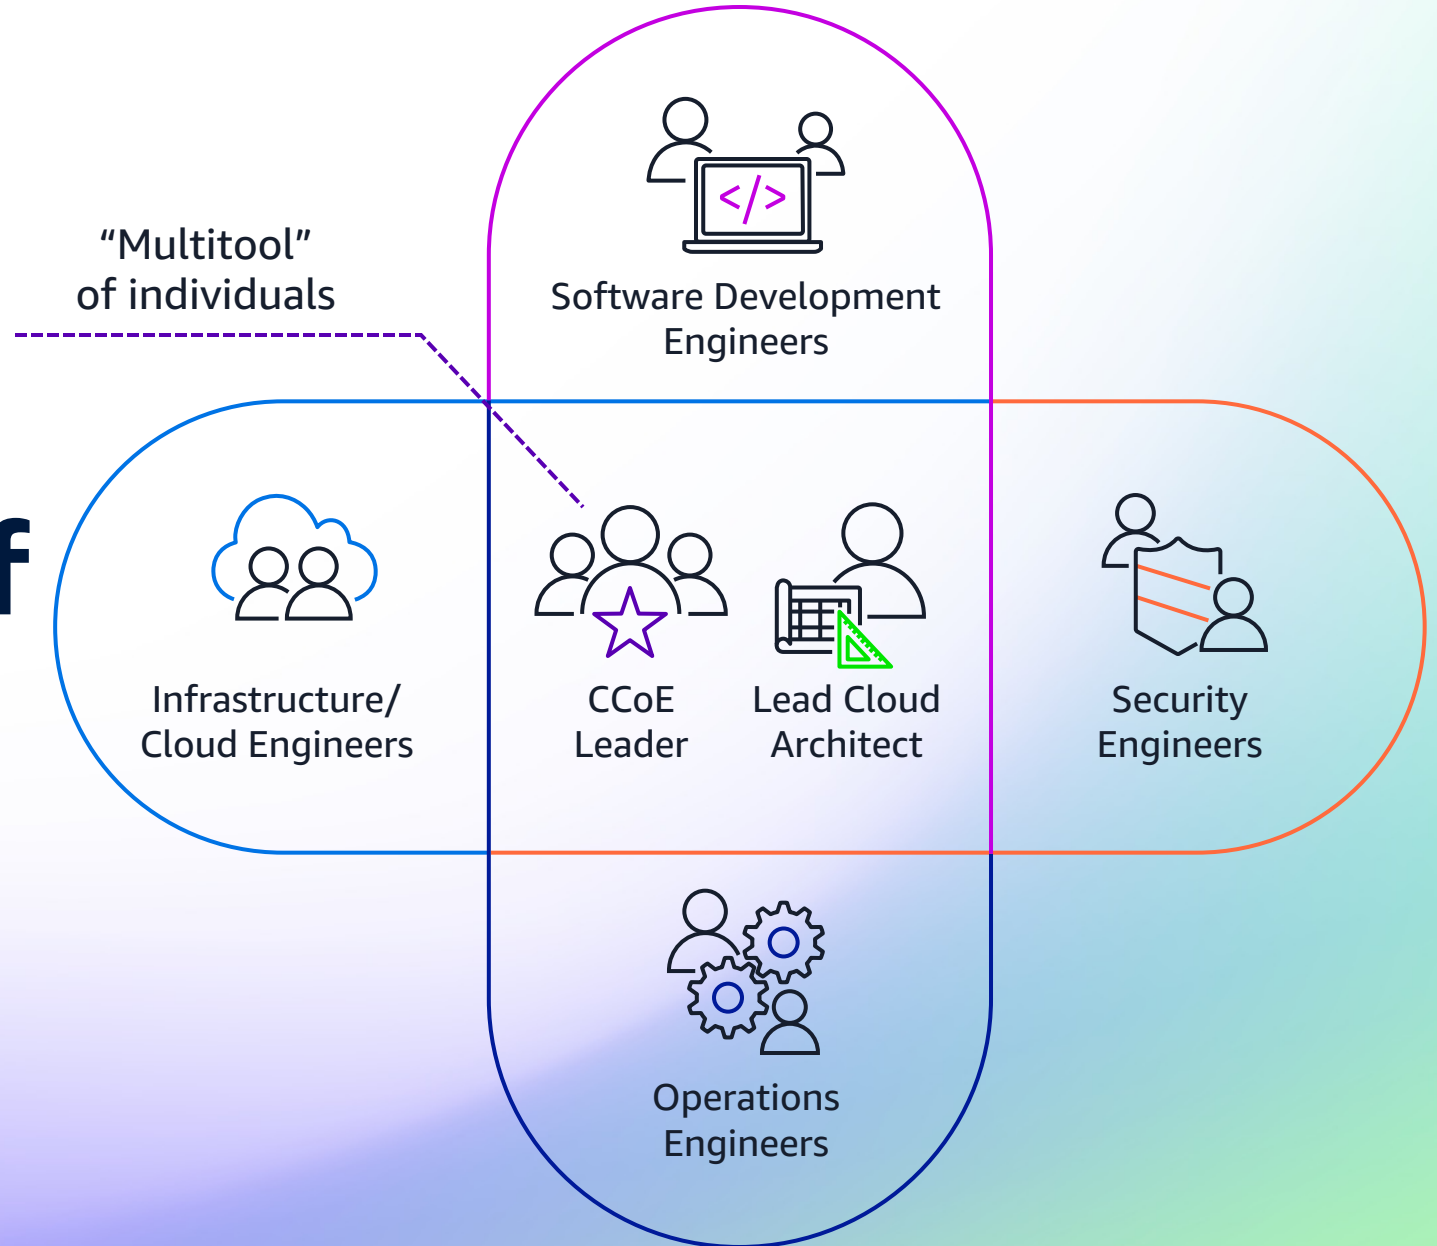 “Multitool”
of individuals
Software Development
Engineers
f
Infrastructure/
Cloud Engineers
CCoE
Leader
Lead Cloud
Architect
Security
Engineers
Operations
Engineers